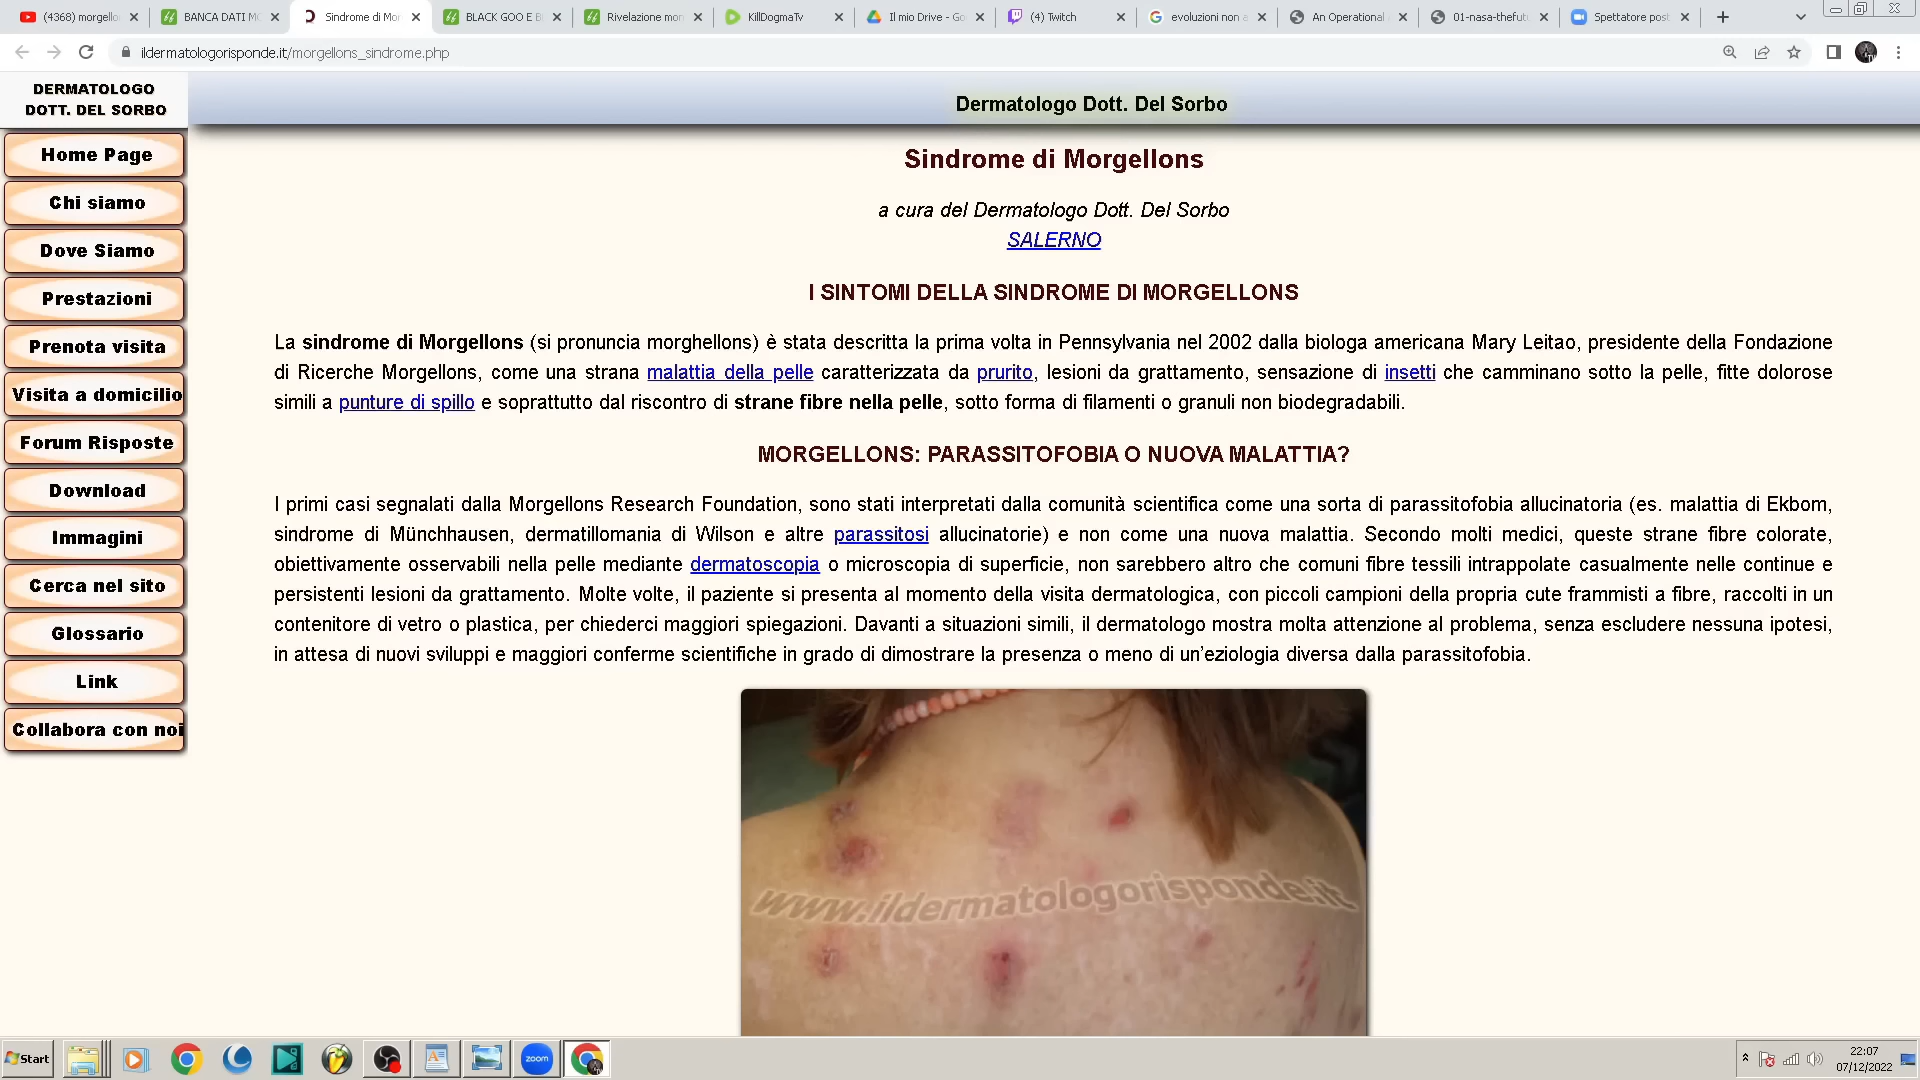 (4368) morgello
BANCA DATI MO
Sindrome di Mor
BLACK GOO E B
Rivelazione mor
KillDogmaTv
Il mio Drive - Go
(4) Twitch
evoluzioni non a
An Operational
01-nasa-thefutu
Spettatore post
ildermatologorisponde.it/morgellons_sindrome.php
DERMATOLOGO
DOTT. DEL SORBO
Home Page
Chi siamo
Dove Siamo
Prestazioni
Prenota visita
Visita a domicilio
Forum Risposte
Download
Immagini
Cerca nel sito
Glossario
Link
Collabora con noi
Dermatologo Dott. Del Sorbo
Sindrome di Morgellons
a cura del Dermatologo Dott. Del Sorbo
SALERNO
I SINTOMI DELLA SINDROME DI MORGELLONS
La sindrome di Morgellons (si pronuncia morghellons) è stata descritta la prima volta in Pennsylvania nel 2002 dalla biologa americana Mary Leitao, presidente della Fondazione
di Ricerche Morgellons, come una strana malattia della pelle caratterizzata da prurito, lesioni da grattamento, sensazione di insetti che camminano sotto la pelle, fitte dolorose
simili a punture di spillo e soprattutto dal riscontro di strane fibre nella pelle, sotto forma di filamenti o granuli non biodegradabili.
MORGELLONS: PARASSITOFOBIA O NUOVA MALATTIA?
I primi casi segnalati dalla Morgellons Research Foundation, sono stati interpretati dalla comunità scientifica come una sorta di parassitofobia allucinatoria (es. malattia di Ekbom,
sindrome di Münchhausen, dermatillomania di Wilson e altre parassitosi allucinatorie) e non come una nuova malattia. Secondo molti medici, queste strane fibre colorate,
obiettivamente osservabili nella pelle mediante dermatoscopia o microscopia di superficie, non sarebbero altro che comuni fibre tessili intrappolate casualmente nelle continue e
persistenti lesioni da grattamento. Molte volte, il paziente si presenta al momento della visita dermatologica, con piccoli campioni della propria cute frammisti a fibre, raccolti in un
contenitore di vetro o plastica, per chiederci maggiori spiegazioni. Davanti a situazioni simili, il dermatologo mostra molta attenzione al problema, senza escludere nessuna ipotesi,
in attesa di nuovi sviluppi e maggiori conferme scientifiche in grado di dimostrare la presenza o meno di un'eziologia diversa dalla parassitofobia.
www.ildermatologorisponde.it
Start
zoom
22:07
07/12/2022